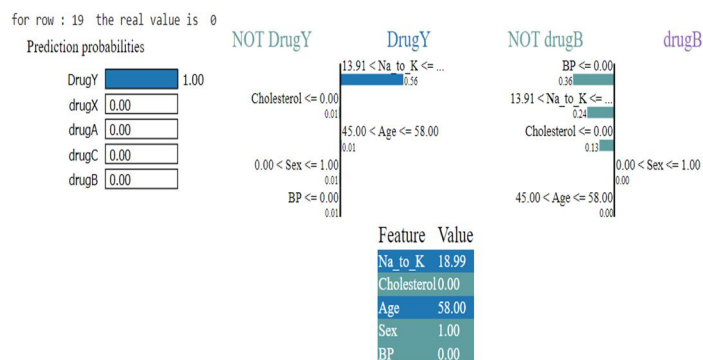 for row : 19 the real value is 0
Prediction probabilities
DrugY 1.00
drugX 0.00
drugA 0.00
drugC 0.00
drugB 0.00
NOT DrugY DrugY
13.91 < Na_to_K <= ...
0.56
Cholesterol <= 0.00
0.01
45.00 < Age <= 58.00
0.01
0.00 < Sex <= 1.00
0.01
BP <= 0.00
0.01
NOT drugB drugB
BP <= 0.00
0.36
13.91 < Na_to_K <= ...
0.24
Cholesterol <= 0.00
0.13
0.00 < Sex <= 1.00
0.00
45.00 < Age <= 58.00
0.00
Feature Value
Na_to_K 18.99
Cholesterol 0.00
Age 58.00
Sex 1.00
BP 0.00